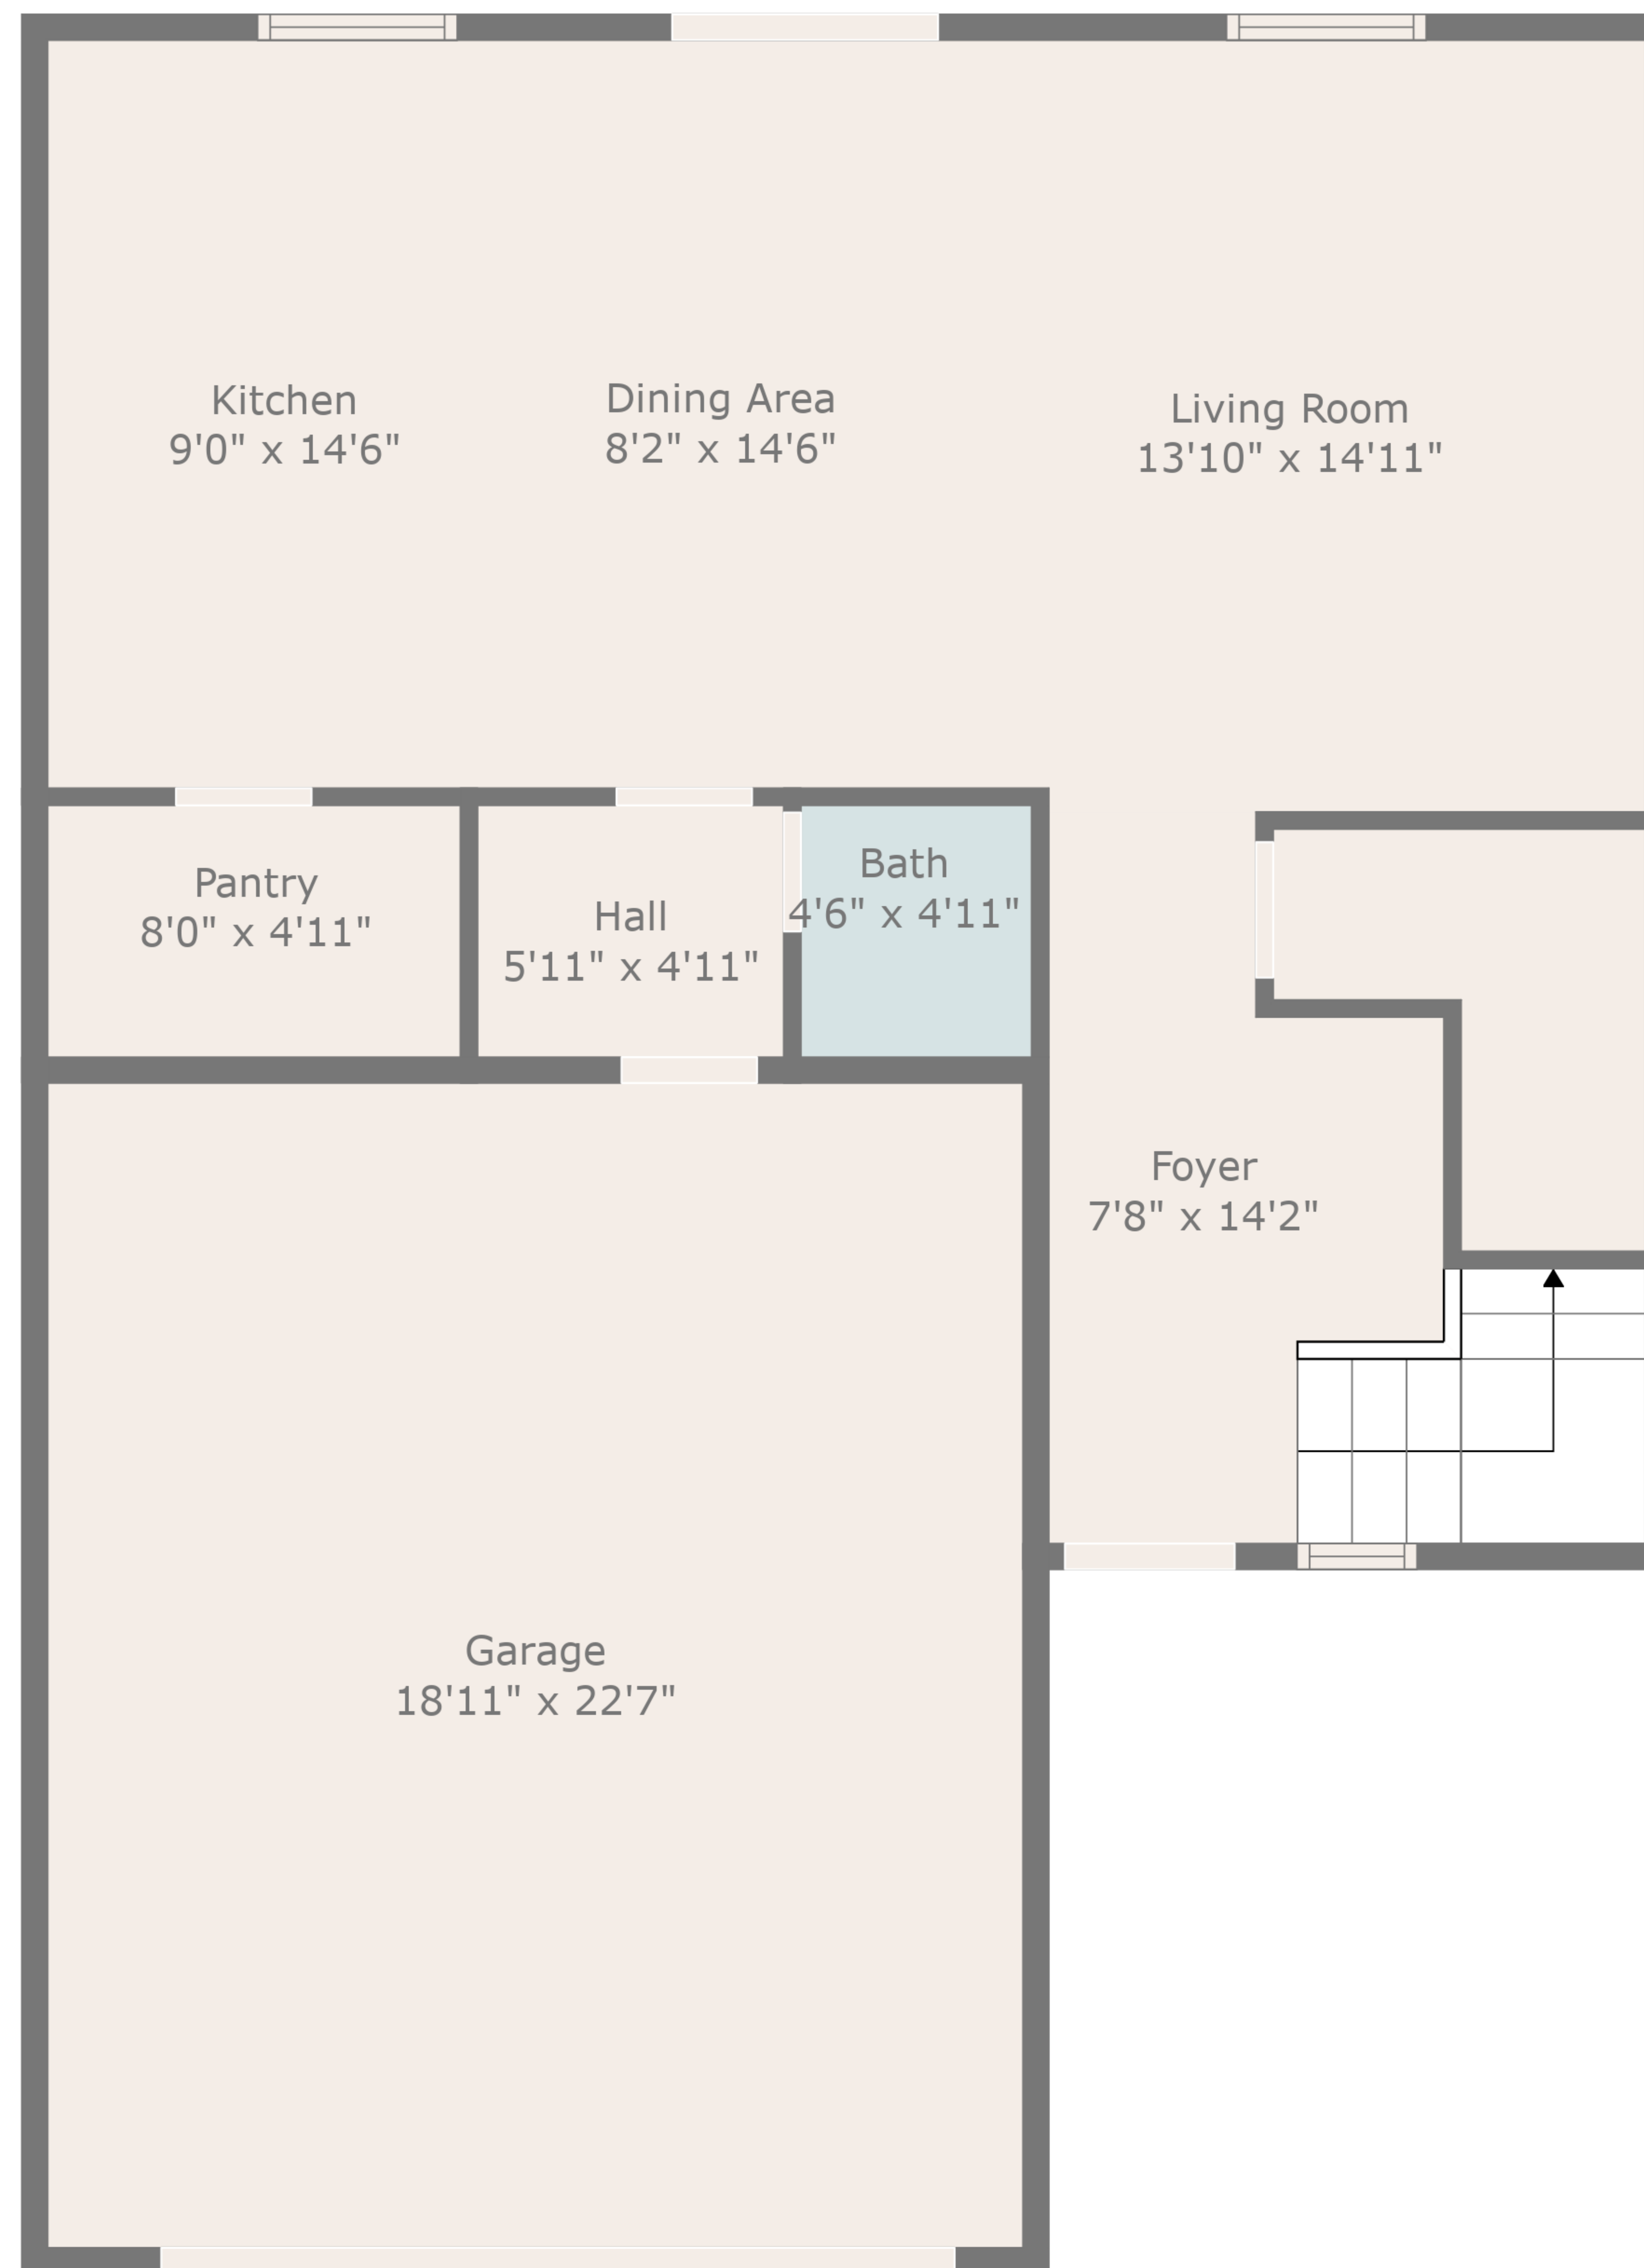 Kitchen
9'0" x 14'6"
Dining Area
8'2" x 14'6"
Living Room
13'10" x 14'11"
Pantry
8'0" x 4'11"
Hall
5'11" x 4'11"
Bath
4'6" x 4'11"
Foyer
7'8" x 14'2"
Garage
18'11" x 22'7"